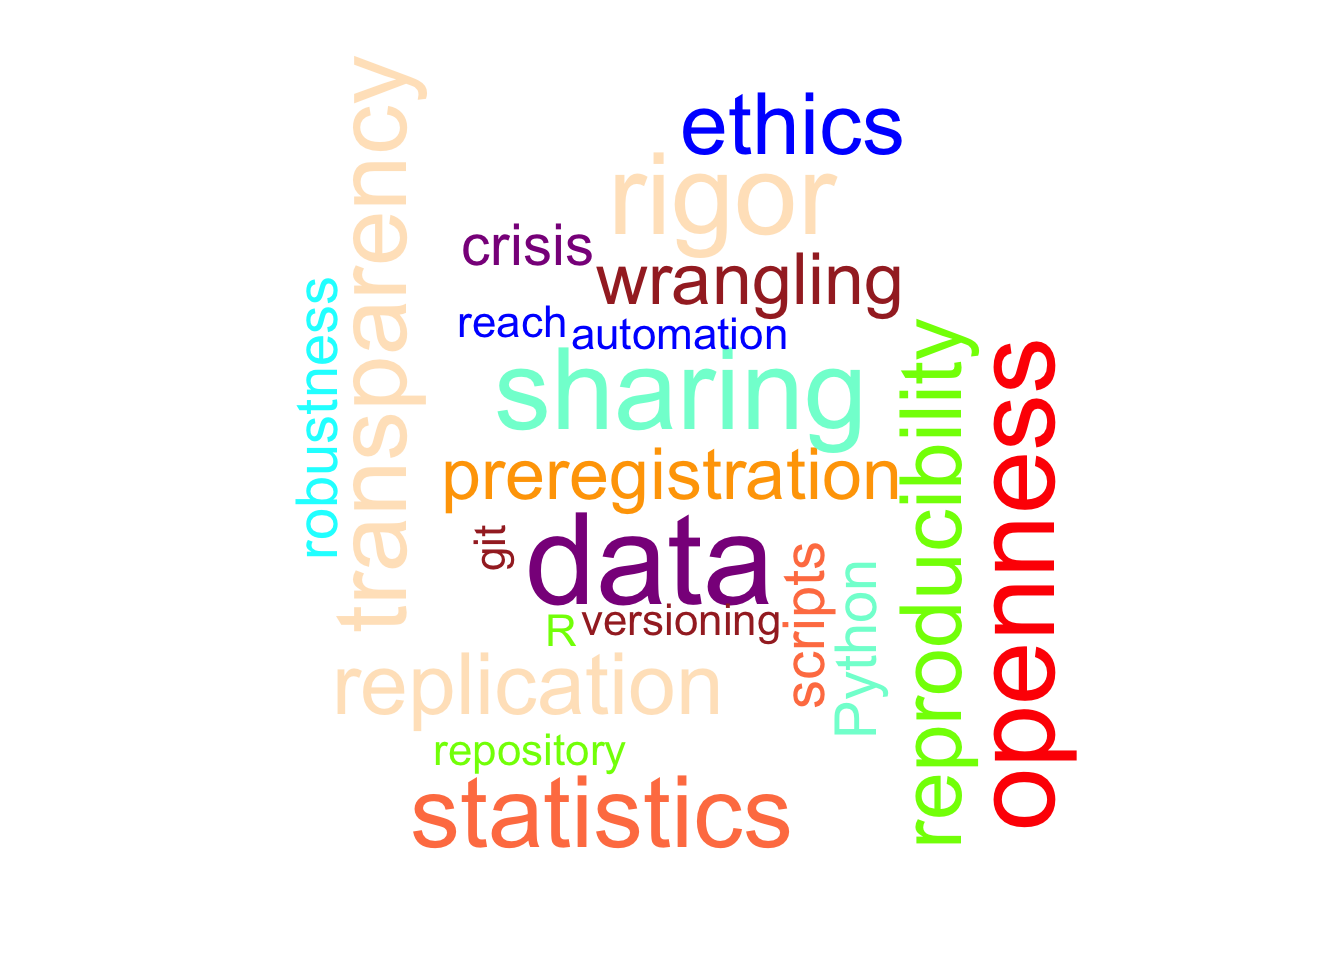 ethics
rigor
transparency
crisis
wrangling
robustness
reach
automation
sharing
reproducibility
openness
preregistration
git
data
scripts
Python
R
versioning
replication
repository
statistics